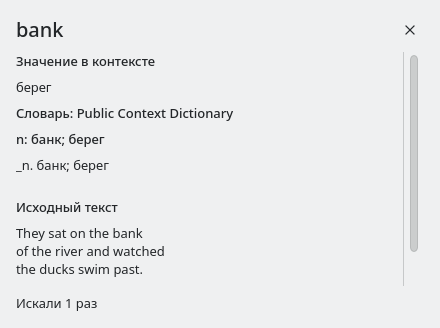 bank
Значение в контексте
берег
Словарь: Public Context Dictionary
n: банк; берег
_n. банк; берег
Исходный текст
They sat on the bank
of the river and watched
the ducks swim past.
Искали 1 раз